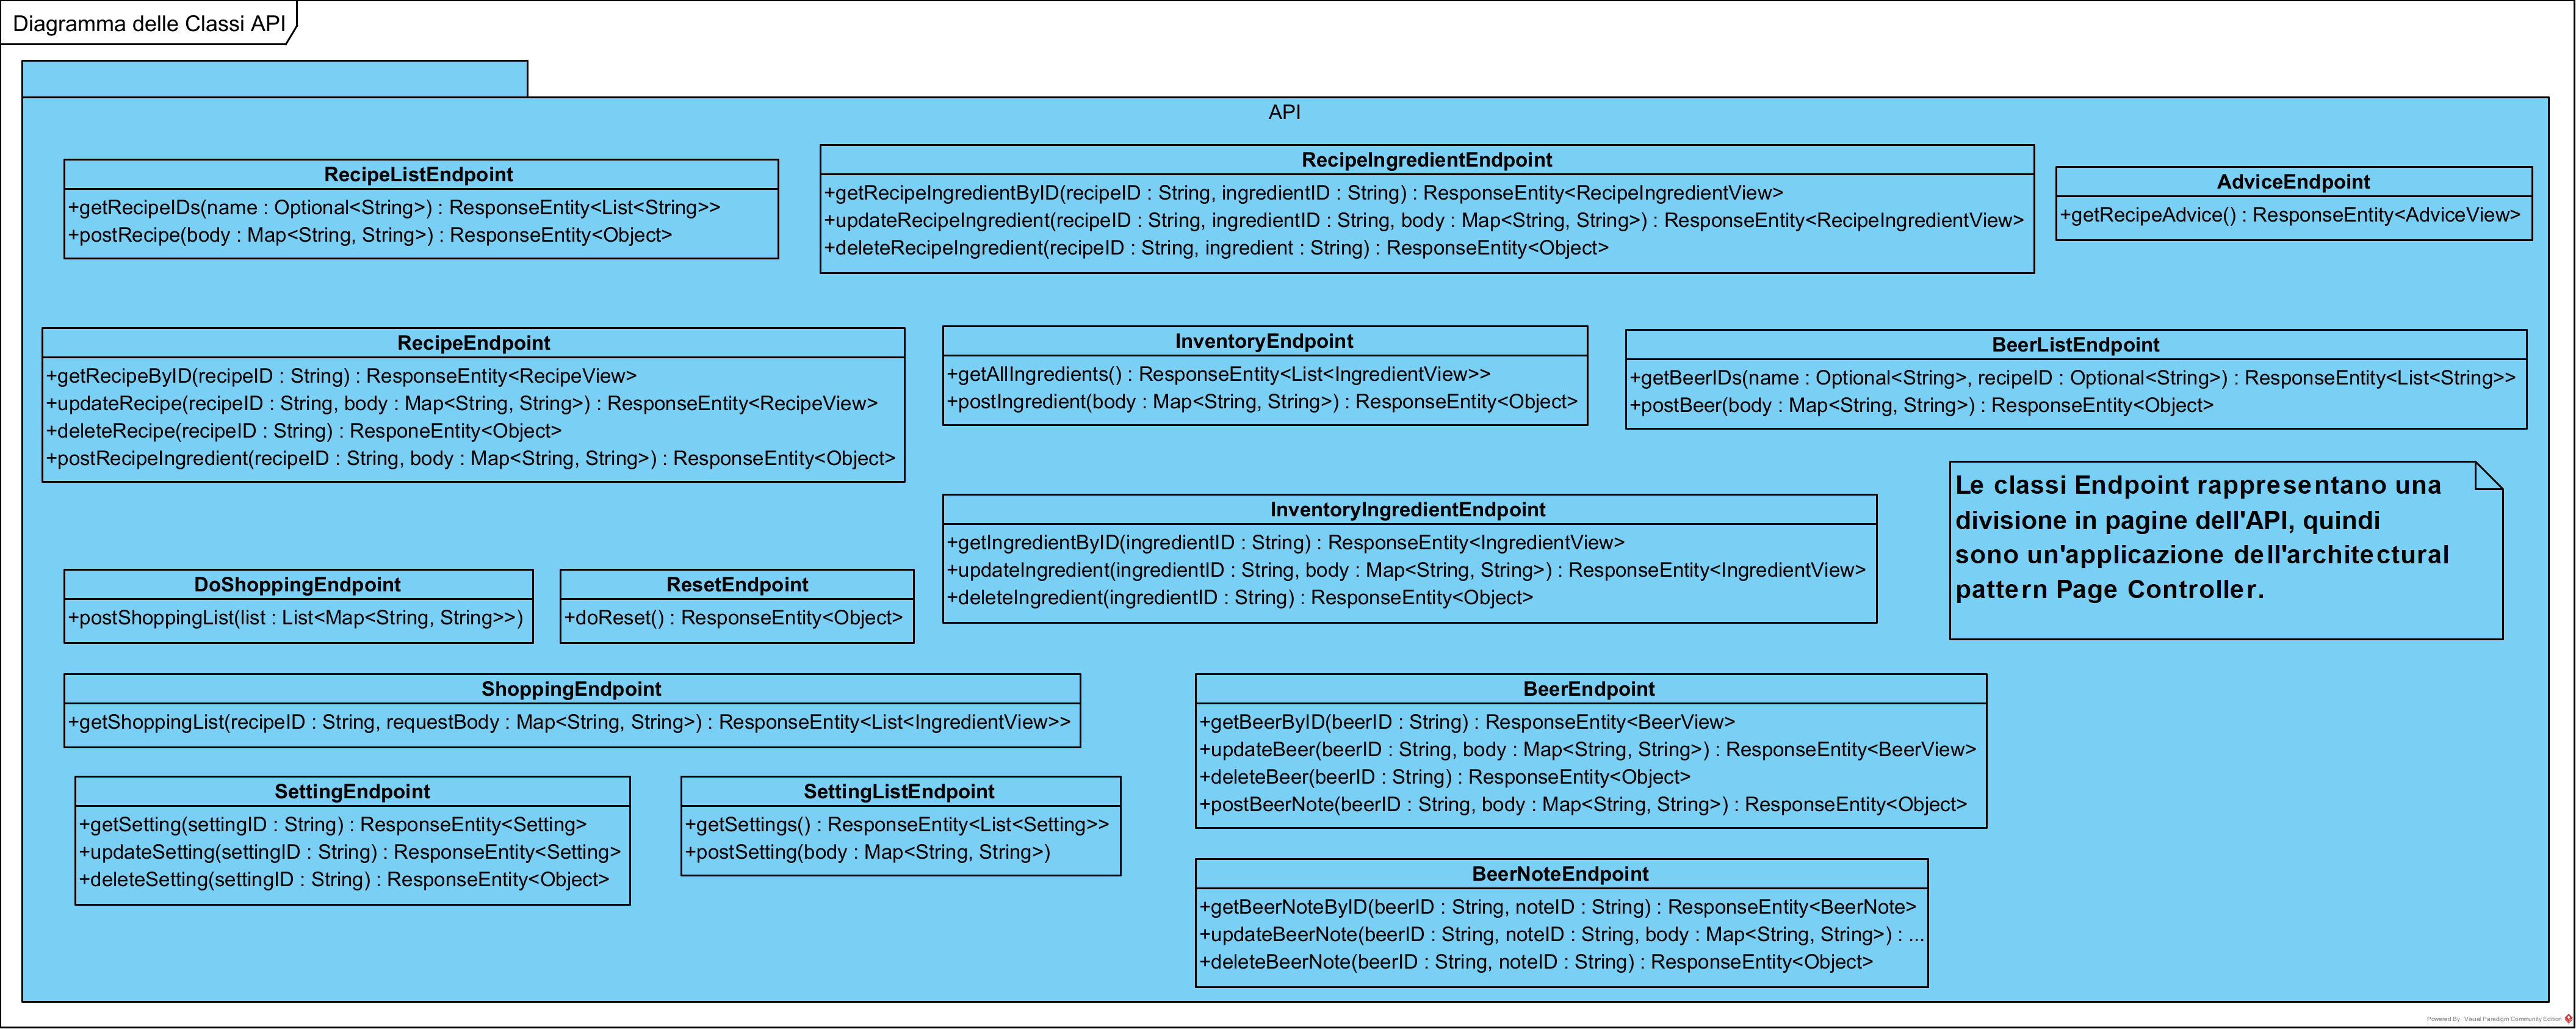 Diagramma delle Classi API
API
RecipeListEndpoint
+getRecipeIDs(name : Optional<String>) : ResponseEntity<List<String>>
+postRecipe(body : Map<String, String>) : ResponseEntity<Object>
RecipeIngredientEndpoint
+getRecipeIngredientByID(recipeID : String, ingredientID : String) : ResponseEntity<RecipeIngredientView>
+updateRecipeIngredient(recipeID : String, ingredientID : String, body : Map<String, String>) : ResponseEntity<RecipeIngredientView>
+deleteRecipeIngredient(recipeID : String, ingredient : String) : ResponseEntity<Object>
AdviceEndpoint
+getRecipeAdvice() : ResponseEntity<AdviceView>
RecipeEndpoint
+getRecipeByID(recipeID : String) : ResponseEntity<RecipeView>
+updateRecipe(recipeID : String, body : Map<String, String>) : ResponseEntity<RecipeView>
+deleteRecipe(recipeID : String) : ResponeEntity<Object>
+postRecipeIngredient(recipeID : String, body : Map<String, String>) : ResponseEntity<Object>
InventoryEndpoint
+getAllIngredients() : ResponseEntity<List<IngredientView>>
+postIngredient(body : Map<String, String>) : ResponseEntity<Object>
BeerListEndpoint
+getBeerIDs(name : Optional<String>, recipeID : Optional<String>) : ResponseEntity<List<String>>
+postBeer(body : Map<String, String>) : ResponseEntity<Object>
Le classi Endpoint rappresentano una
divisione in pagine dell'API, quindi
sono un'applicazione dell'architectural
pattern Page Controller.
InventoryIngredientEndpoint
+getIngredientByID(ingredientID : String) : ResponseEntity<IngredientView>
+updateIngredient(ingredientID : String, body : Map<String, String>) : ResponseEntity<IngredientView>
+deleteIngredient(ingredientID : String) : ResponseEntity<Object>
DoShoppingEndpoint
+postShoppingList(list : List<Map<String, String>>)
ResetEndpoint
+doReset() : ResponseEntity<Object>
ShoppingEndpoint
+getShoppingList(recipeID : String, requestBody : Map<String, String>) : ResponseEntity<List<IngredientView>>
BeerEndpoint
+getBeerByID(beerID : String) : ResponseEntity<BeerView>
+updateBeer(beerID : String, body : Map<String, String>) : ResponseEntity<BeerView>
+deleteBeer(beerID : String) : ResponseEntity<Object>
+postBeerNote(beerID : String, body : Map<String, String>) : ResponseEntity<Object>
SettingEndpoint
+getSetting(settingID : String) : ResponseEntity<Setting>
+updateSetting(settingID : String) : ResponseEntity<Setting>
+deleteSetting(settingID : String) : ResponseEntity<Object>
SettingListEndpoint
+getSettings() : ResponseEntity<List<Setting>>
+postSetting(body : Map<String, String>)
BeerNoteEndpoint
+getBeerNoteByID(beerID : String, noteID : String) : ResponseEntity<BeerNote>
+updateBeerNote(beerID : String, noteID : String, body : Map<String, String>) : ...
+deleteBeerNote(beerID : String, noteID : String) : ResponseEntity<Object>
Powered By: Visual Paradigm Community Edition